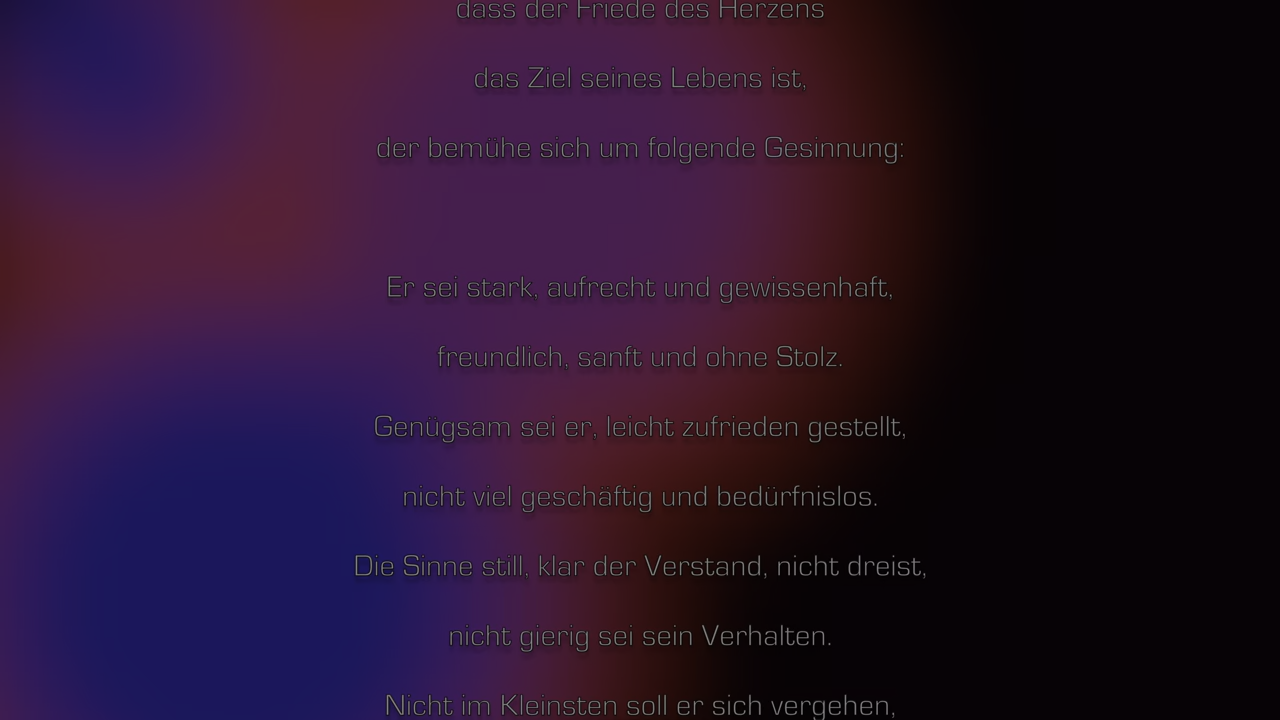 dass der Friede des Herzens
das Ziel seines Lebens ist,
der bemühe sich um folgende Gesinnung:
Er sei stark, aufrecht und gewissenhaft,
freundlich, sanft und ohne Stolz.
Genügsam sei er, leicht zufrieden gestellt,
nicht viel geschäftig und bedürfnislos.
Die Sinne still, klar der Verstand, nicht dreist,
nicht gierig sei sein Verhalten.
Nicht im Kleinsten soll er sich vergehen,